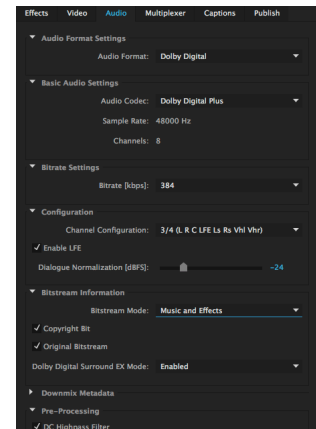 Effects Video Audio Multiplexer Captions Publish
Audio Format Settings
Audio Format: Dolby Digital
Basic Audio Settings
Audio Codec: Dolby Digital Plus
Sample Rate: 48000 Hz
Channels: 8
Bitrate Settings
Bitrate [kbps]: 384
Configuration
Channel Configuration: 3/4 (L R C LFE Ls Rs Vhl Vhr)
Enable LFE
Dialogue Normalization [dBFS]: -24
Bitstream Information
Bitstream Mode: Music and Effects
Copyright Bit
Original Bitstream
Dolby Digital Surround EX Mode: Enabled
Downmix Metadata
Pre-Processing
DC Highpass Filter